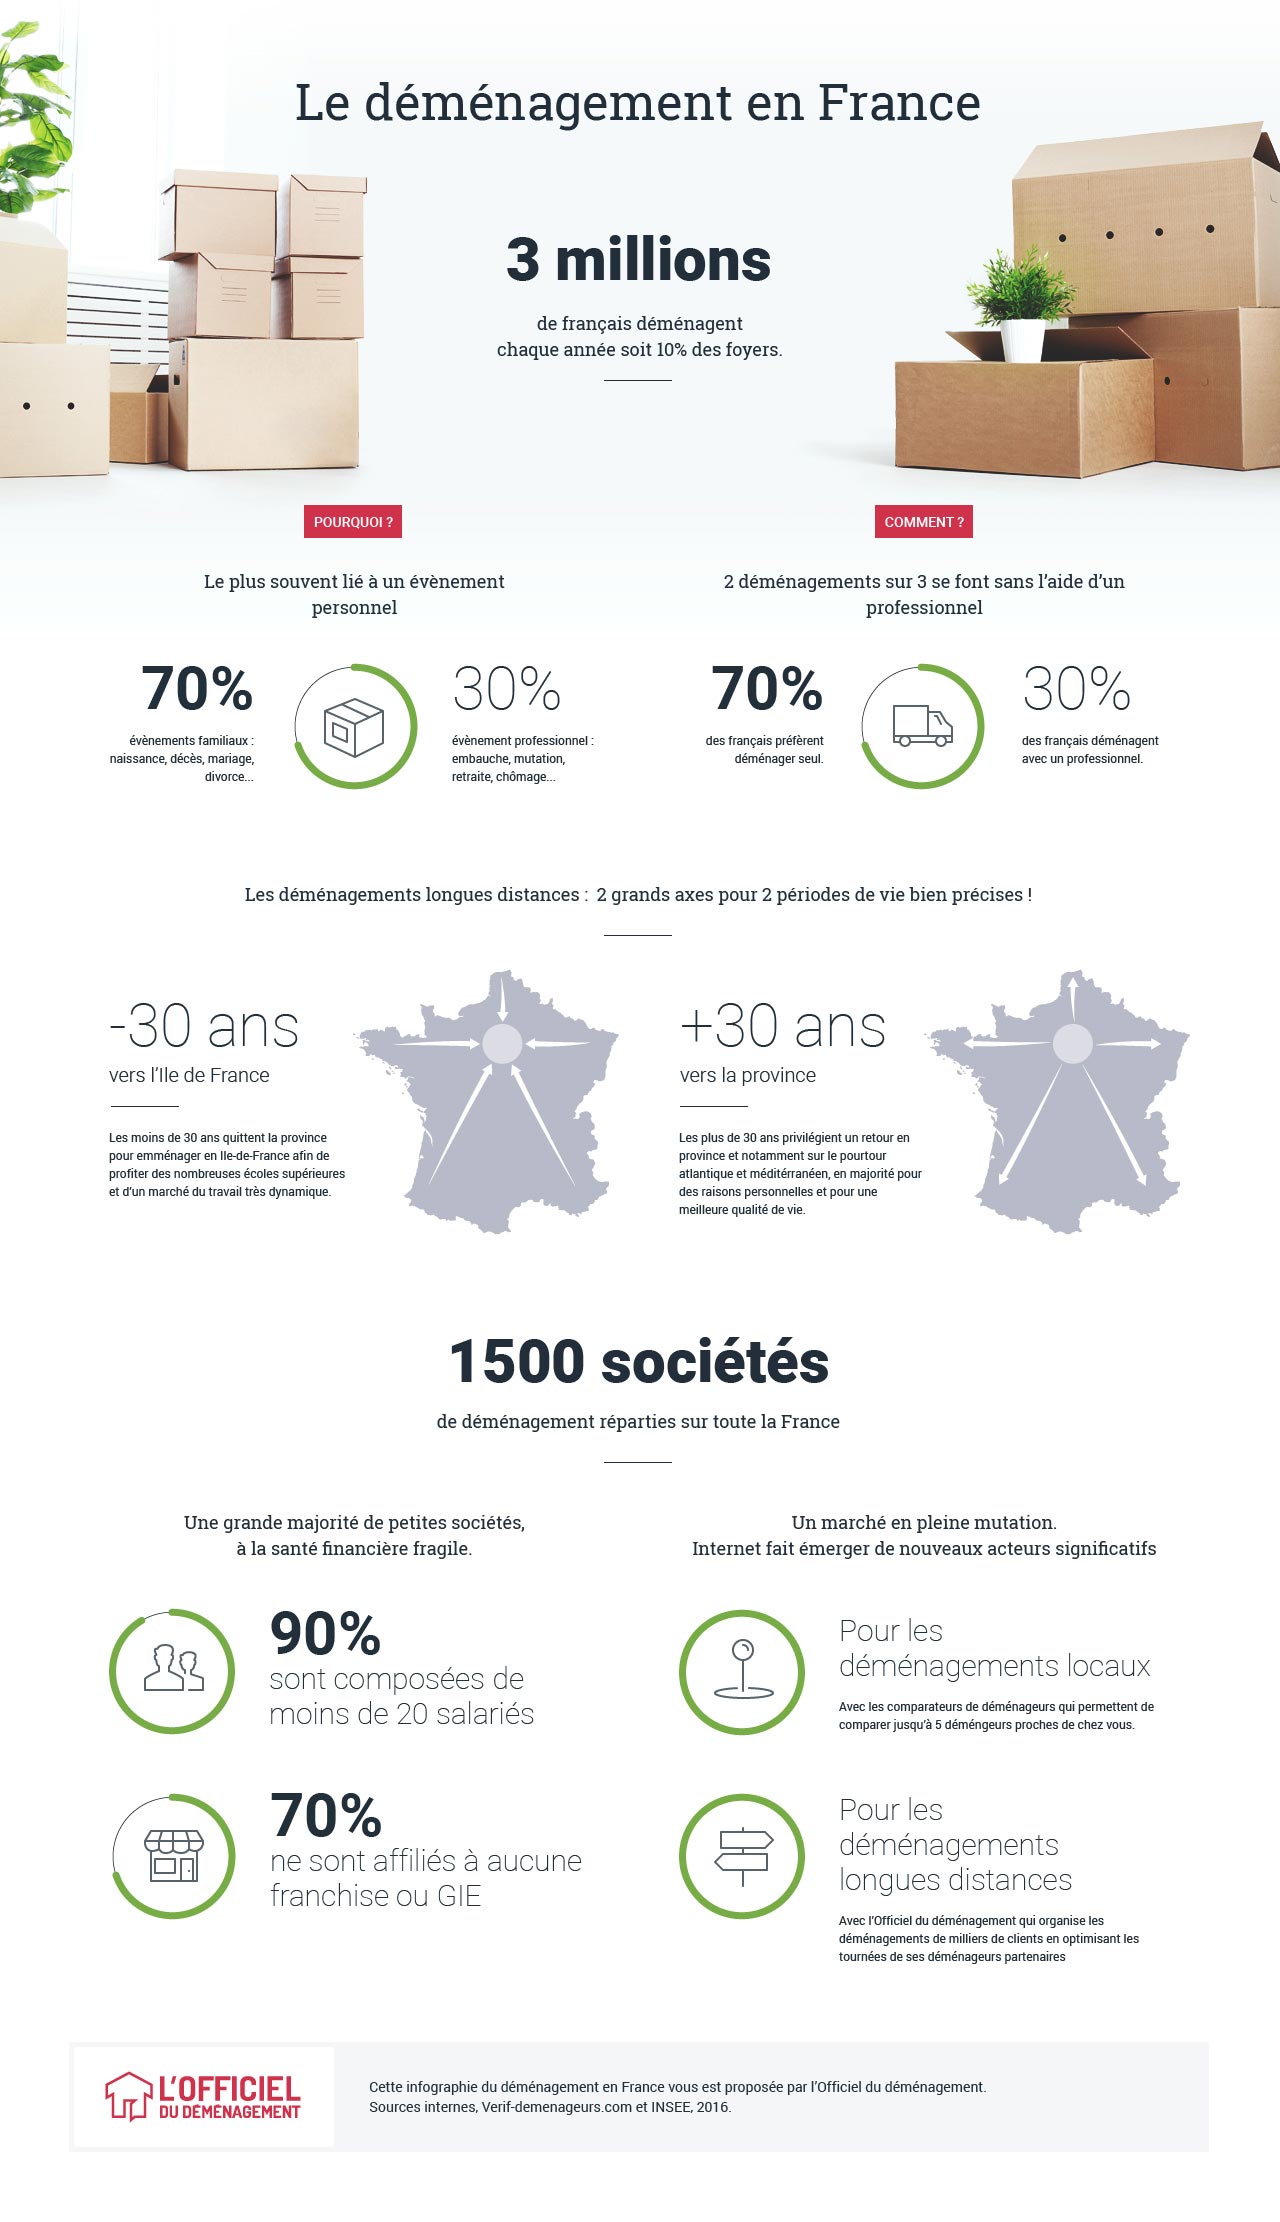 Le déménagement en France
3 millions
de français déménagent
chaque année soit 10% des foyers.
POURQUOI ?
Le plus souvent lié à un évènement
personnel
70%
évènements familiaux :
naissance, décès, mariage,
divorce...
30%
évènement professionnel :
embauche, mutation,
retraite, chômage...
COMMENT ?
2 déménagements sur 3 se font sans l’aide d’un
professionnel
70%
des français préfèrent
déménager seul.
30%
des français déménagent
avec un professionnel.
Les déménagements longues distances : 2 grands axes pour 2 périodes de vie bien précises !
-30 ans
vers l’Ile de France
Les moins de 30 ans quittent la province
pour emménager en Ile-de-France afin de
profiter des nombreuses écoles supérieures
et d’un marché du travail très dynamique.
+30 ans
vers la province
Les plus de 30 ans privilégient un retour en
province et notamment sur le pourtour
atlantique et méditérranéen, en majorité pour
des raisons personnelles et pour une
meilleure qualité de vie.
1500 sociétés
de déménagement réparties sur toute la France
Une grande majorité de petites sociétés,
à la santé financière fragile.
90%
sont composées de
moins de 20 salariés
70%
ne sont affiliés à aucune
franchise ou GIE
Un marché en pleine mutation.
Internet fait émerger de nouveaux acteurs significatifs
Pour les
déménagements locaux
Avec les comparateurs de déménageurs qui permettent de
comparer jusqu’à 5 déméngeurs proches de chez vous.
Pour les
déménagements
longues distances
Avec l’Officiel du déménagement qui organise les
déménagements de milliers de clients en optimisant les
tournées de ses déménageurs partenaires
L’OFFICIEL
DU DÉMÉNAGEMENT
Cette infographie du déménagement en France vous est proposée par l’Officiel du déménagement.
Sources internes, Verif-demenageurs.com et INSEE, 2016.